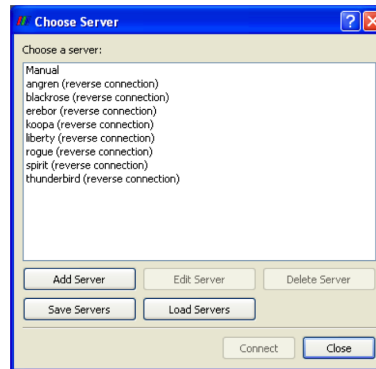 Choose Server
Choose a server:
Manual
angren (reverse connection)
blackrose (reverse connection)
erebor (reverse connection)
koopa (reverse connection)
liberty (reverse connection)
rogue (reverse connection)
spirit (reverse connection)
thunderbird (reverse connection)
Add Server Edit Server Delete Server
Save Servers Load Servers
Connect Close